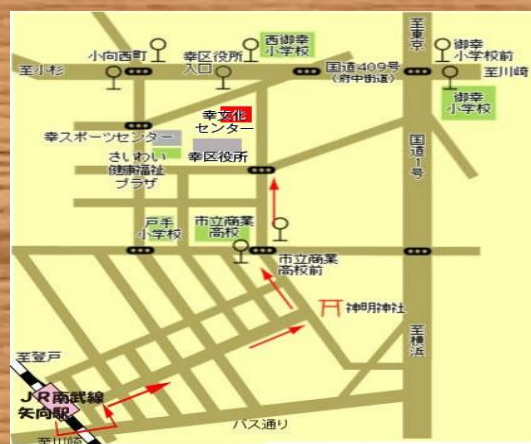 小向西町
幸区役所
入口
西御幸
小学校
至東京
御幸
小学校前
至小杉
国道409号
(府中街道)
至川崎
御幸
小学校
幸文化
センター
幸スポーツセンター
さいわい
健康福祉
プラザ
幸区役所
国道1号
戸手
小学校
市立商業
高校
市立商業
高校前
神明神社
至横浜
至登戸
JR南武線
矢向駅
至川崎
バス通り